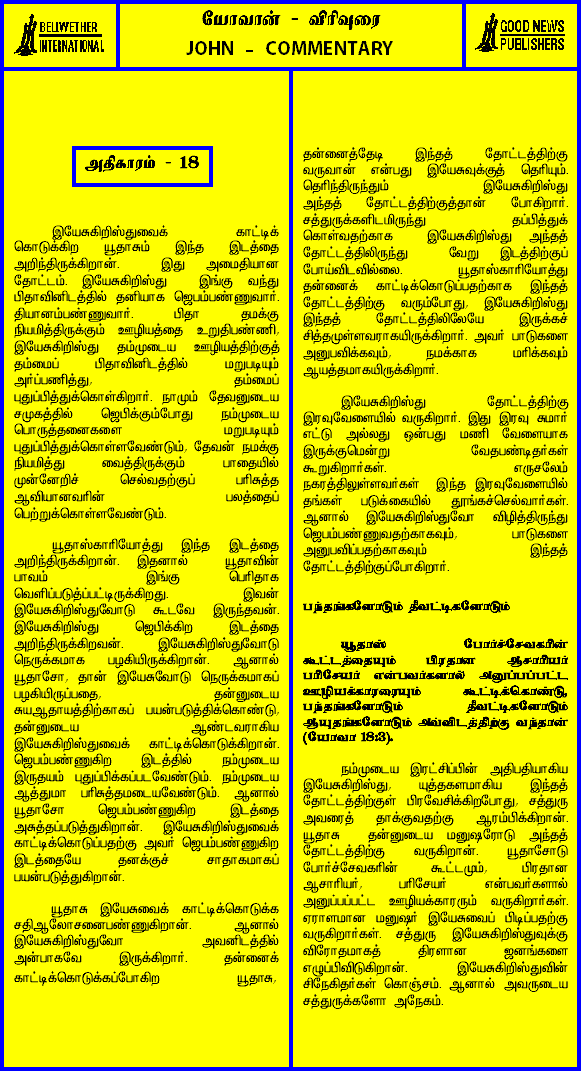 BELLWETHER
INTERNATIONAL
யோவான் - விரிவுரை
JOHN - COMMENTARY
GOOD NEWS
PUBLISHERS
அதிகாரம் - 18
இயேசுகிறிஸ்துவைக் காட்டிக்
கொடுக்கிற யூதாசும் இந்த இடத்தை
அறிந்திருக்கிறான். இது அமைதியான
தோட்டம். இயேசுகிறிஸ்து இங்கு வந்து
பிதாவினிடத்தில் தனியாக ஜெபம்பண்ணுவார்.
தியானம்பண்ணுவார். பிதா தமக்கு
நியமித்திருக்கும் ஊழியத்தை உறுதிபண்ணி,
இயேசுகிறிஸ்து தம்முடைய ஊழியத்திற்குத்
தம்மைப் பிதாவினிடத்தில் மறுபடியும்
அர்ப்பணித்து, தம்மைப்
புதுப்பித்துக்கொள்கிறார். நாமும் தேவனுடைய
சமுகத்தில் ஜெபிக்கும்போது நம்முடைய
பொருத்தனைகளை மறுபடியும்
புதுப்பித்துக்கொள்ளவேண்டும், தேவன் நமக்கு
நியமித்து வைத்திருக்கும் பாதையில்
முன்னேறிச் செல்வதற்குப் பரிசுத்த
ஆவியானவரின் பலத்தைப்
பெற்றுக்கொள்ளவேண்டும்.
யூதாஸ்காரியோத்து இந்த இடத்தை
அறிந்திருக்கிறான். இதனால் யூதாவின்
பாவம் இங்கு பெரிதாக
வெளிப்படுத்தப்பட்டிருக்கிறது. இவன்
இயேசுகிறிஸ்துவோடு கூடவே இருந்தவன்.
இயேசுகிறிஸ்து ஜெபிக்கிற இடத்தை
அறிந்திருக்கிறவன். இயேசுகிறிஸ்துவோடு
நெருக்கமாக பழகியிருக்கிறான். ஆனால்
யூதாசோ, தான் இயேசுவோடு நெருக்கமாகப்
பழகியிருப்பதை, தன்னுடைய
சுயஆதாயத்திற்காகப் பயன்படுத்திக்கொண்டு,
தன்னுடைய ஆண்டவராகிய
இயேசுகிறிஸ்துவைக் காட்டிக்கொடுக்கிறான்.
ஜெபம்பண்ணுகிற இடத்தில் நம்முடைய
இருதயம் புதுப்பிக்கப்படவேண்டும். நம்முடைய
ஆத்துமா பரிசுத்தமடையவேண்டும். ஆனால்
யூதாசோ ஜெபம்பண்ணுகிற இடத்தை
அசுத்தப்படுத்துகிறான். இயேசுகிறிஸ்துவைக்
காட்டிக்கொடுப்பதற்கு அவர் ஜெபம்பண்ணுகிற
இடத்தையே தனக்குச் சாதாகமாகப்
பயன்படுத்துகிறான்.
யூதாசு இயேசுவைக் காட்டிக்கொடுக்க
சதிஆலோசனைபண்ணுகிறான். ஆனால்
இயேசுகிறிஸ்துவோ அவனிடத்தில்
அன்பாகவே இருக்கிறார். தன்னைக்
காட்டிக்கொடுக்கப்போகிற யூதாசு,
தன்னைத்தேடி இந்தத் தோட்டத்திற்கு
வருவான் என்பது இயேசுவுக்குத் தெரியும்.
தெரிந்திருந்தும் இயேசுகிறிஸ்து
அந்தத் தோட்டத்திற்குத்தான் போகிறார்.
சத்துருக்களிடமிருந்து தப்பித்துக்
கொள்வதற்காக இயேசுகிறிஸ்து அந்தத்
தோட்டத்திலிருந்து வேறு இடத்திற்குப்
போய்விடவில்லை. யூதாஸ்காரியோத்து
தன்னைக் காட்டிக்கொடுப்பதற்காக இந்தத்
தோட்டத்திற்கு வரும்போது, இயேசுகிறிஸ்து
இந்தத் தோட்டத்திலிலேயே இருக்கச்
சித்தமுள்ளவராகயிருக்கிறார். அவர் பாடுகளை
அனுபவிக்கவும், நமக்காக மரிக்கவும்
ஆயத்தமாகயிருக்கிறார்.
இயேசுகிறிஸ்து தோட்டத்திற்கு
இரவுவேளையில் வருகிறார். இது இரவு சுமார்
எட்டு அல்லது ஒன்பது மணி வேளையாக
இருக்குமென்று வேதபண்டிதர்கள்
கூறுகிறார்கள். எருசலேம்
நகரத்திலுள்ளவர்கள் இந்த இரவுவேளையில்
தங்கள் படுக்கையில் தூங்கச்செல்வார்கள்.
ஆனால் இயேசுகிறிஸ்துவோ விழித்திருந்து
ஜெபம்பண்ணுவதற்காகவும், பாடுகளை
அனுபவிப்பதற்காகவும் இந்தத்
தோட்டத்திற்குப்போகிறார்.
பந்தங்களோடும் தீவட்டிகளோடும்
யூதாஸ் போர்ச்சேவகரின்
கூட்டத்தையும் பிரதான ஆசாரியர்
பரிசேயர் என்பவர்களால் அனுப்பப்பட்ட
ஊழியக்காரரையும் கூட்டிக்கொண்டு,
பந்தங்களோடும் தீவட்டிகளோடும்
ஆயுதங்களோடும் அவ்விடத்திற்கு வந்தான்
(யோவா 18:3).
நம்முடைய இரட்சிப்பின் அதிபதியாகிய
இயேசுகிறிஸ்து, யுத்தகளமாகிய இந்தத்
தோட்டத்திற்குள் பிரவேசிக்கிறபோது, சத்துரு
அவரைத் தாக்குவதற்கு ஆரம்பிக்கிறான்.
யூதாசு தன்னுடைய மனுஷரோடு அந்தத்
தோட்டத்திற்கு வருகிறான். யூதாசோடு
போர்ச்சேவகரின் கூட்டமும், பிரதான
ஆசாரியர், பரிசேயர் என்பவர்களால்
அனுப்பப்பட்ட ஊழியக்காரரும் வருகிறார்கள்.
ஏராளமான மனுஷர் இயேசுவைப் பிடிப்பதற்கு
வருகிறார்கள். சத்துரு இயேசுகிறிஸ்துவுக்கு
விரோதமாகத் திரளான ஜனங்களை
எழுப்பிவிடுகிறான். இயேசுகிறிஸ்துவின்
சிநேகிதர்கள் கொஞ்சம். ஆனால் அவருடைய
சத்துருக்களோ அநேகம்.